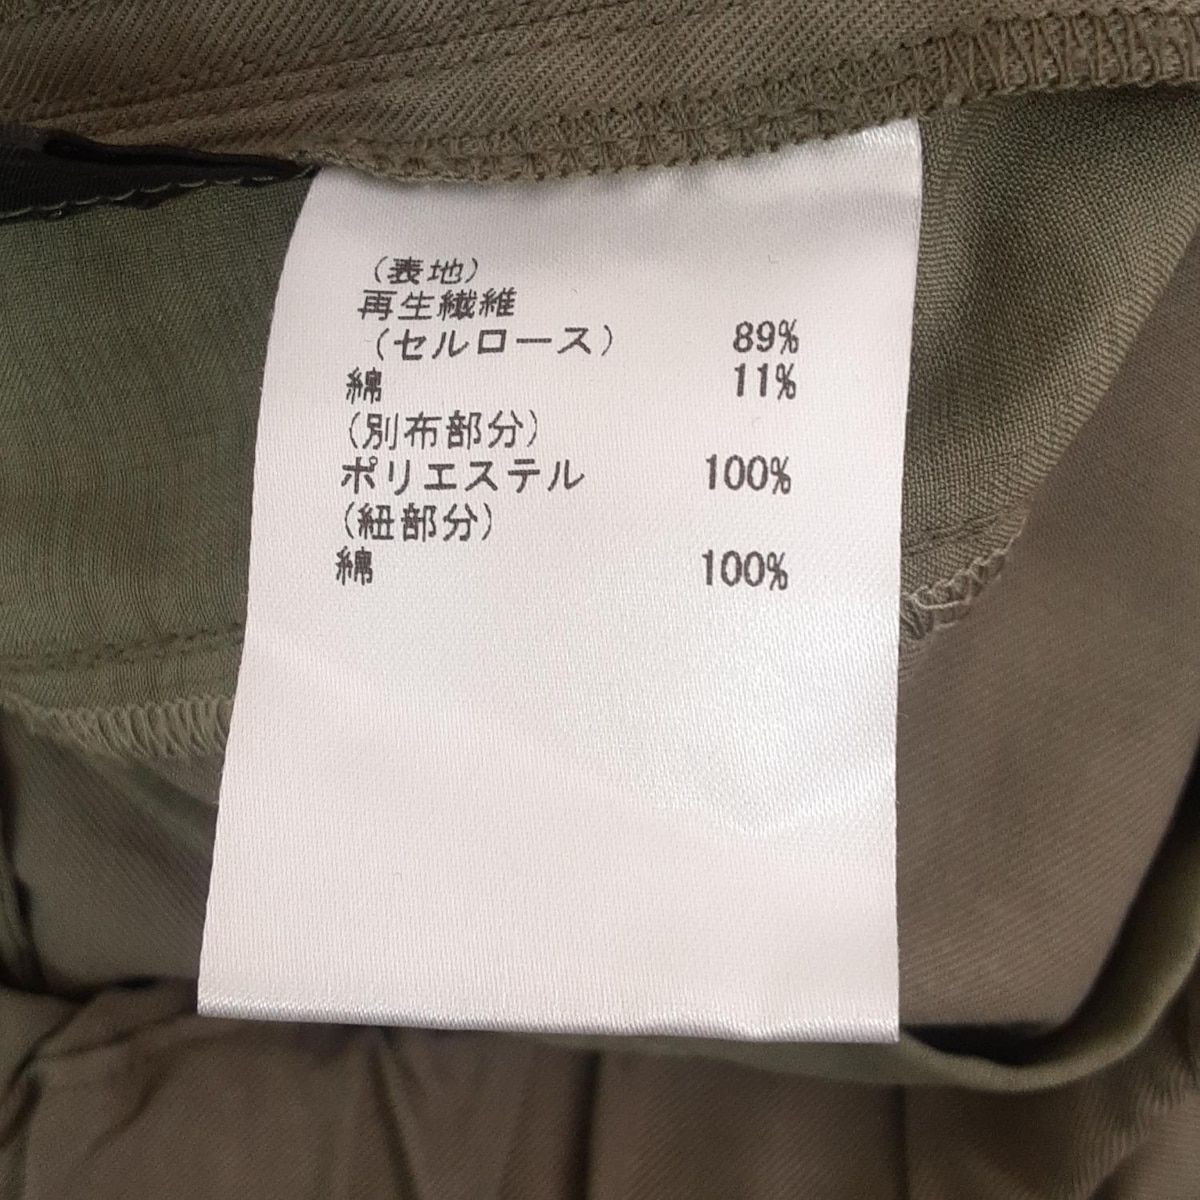 (表地)
再生繊維
(セルロース) 89%
綿 11%
(別布部分)
ポリエステル 100%
(紐部分)
綿 100%